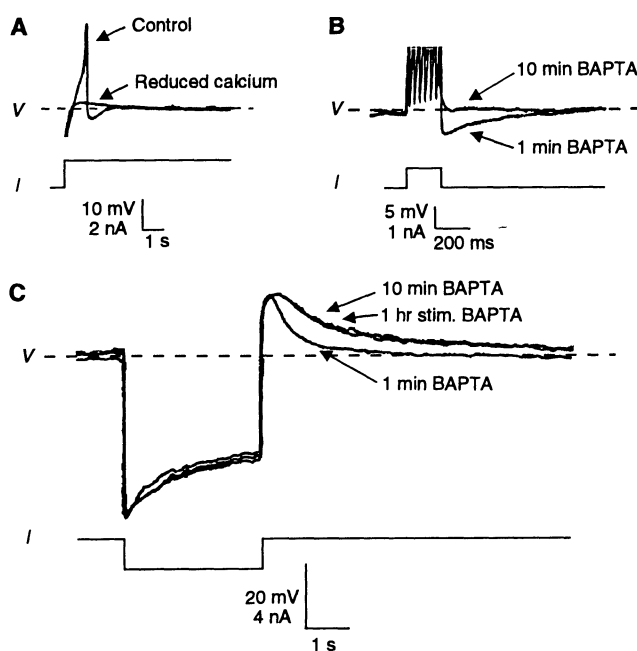 A
Control
Reduced calcium
V
I
10 mV
2 nA
1 s
B
10 min BAPTA
V
1 min BAPTA
I
5 mV
1 nA
200 ms
C
10 min BAPTA
1 hr stim. BAPTA
V
1 min BAPTA
I
20 mV
4 nA
1 s